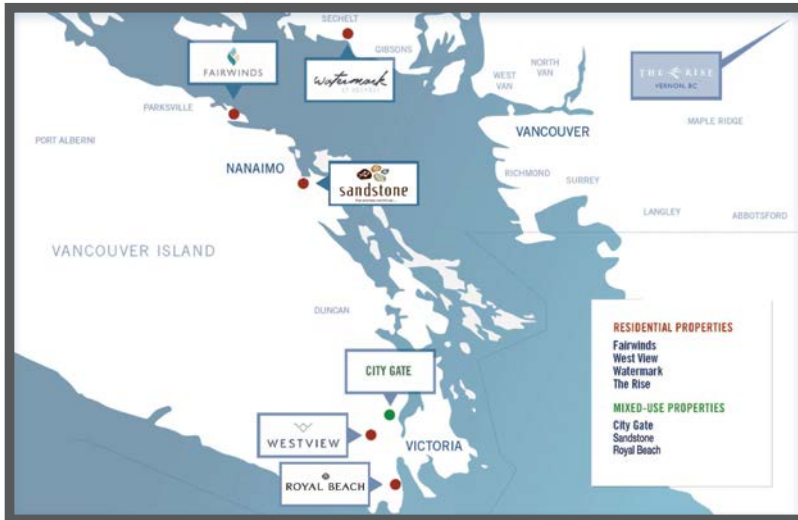 SECHELT
GIBSONS
FAIRWINDS
watermark
AT SECHELT
NORTH
VAN
WEST
VAN
THE RISE
VERNON, BC
PARKSVILLE
MAPLE RIDGE
VANCOUVER
PORT ALBERNI
NANAIMO
sandstone
RICHMOND
SURREY
LANGLEY
ABBOTSFORD
VANCOUVER ISLAND
DUNCAN
CITY GATE
WESTVIEW
VICTORIA
ROYAL BEACH
RESIDENTIAL PROPERTIES
Fairwinds
West View
Watermark
The Rise
MIXED-USE PROPERTIES
City Gate
Sandstone
Royal Beach